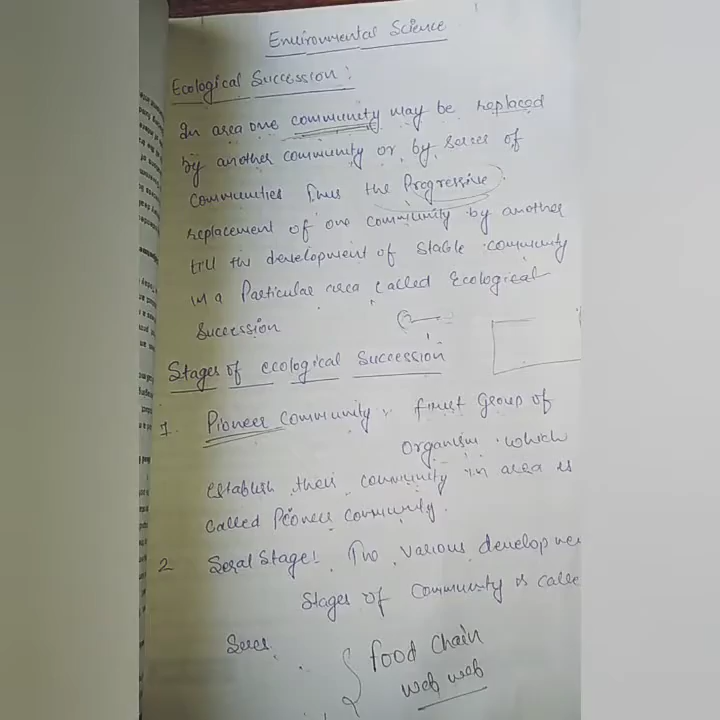 Environmental Science
Ecological Succession:
In area one community may be replaced
by another community or by series of
communities thus the Progressive
replacement of one community by another
till the development of stable community
in a Particular area called Ecological
Succession
Stages of ecological Succession
1. Pioneer community: first group of
organism which
establish their community in area is
called Pioneer community.
2 Seral Stage: The various developme
stages of community is calle
Seres
food chain
web web